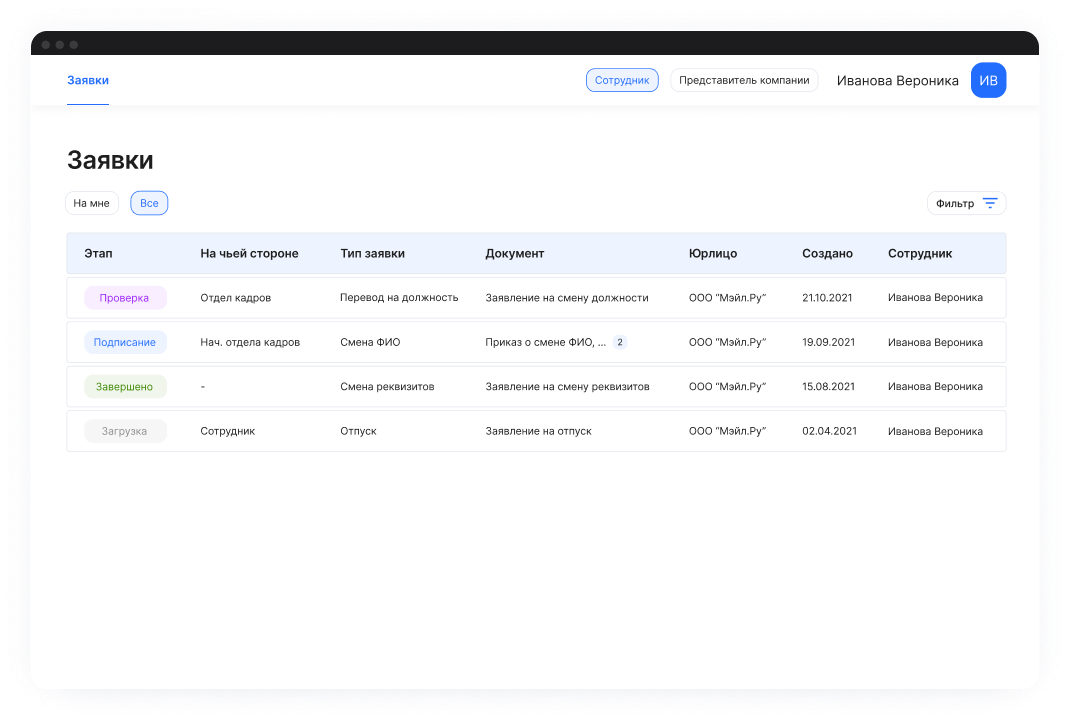 Заявки Сотрудник Представитель компании Иванова Вероника ИВ
Заявки
На мне Все Фильтр
Этап На чьей стороне Тип заявки Документ Юрлицо Создано Сотрудник
Проверка Отдел кадров Перевод на должность Заявление на смену должности ООО “Мэйл.Ру” 21.10.2021 Иванова Вероника
Подписание Нач. отдела кадров Смена ФИО Приказ о смене ФИО, ... 2 ООО “Мэйл.Ру” 19.09.2021 Иванова Вероника
Завершено - Смена реквизитов Заявление на смену реквизитов ООО “Мэйл.Ру” 15.08.2021 Иванова Вероника
Загрузка Сотрудник Отпуск Заявление на отпуск ООО “Мэйл.Ру” 02.04.2021 Иванова Вероника